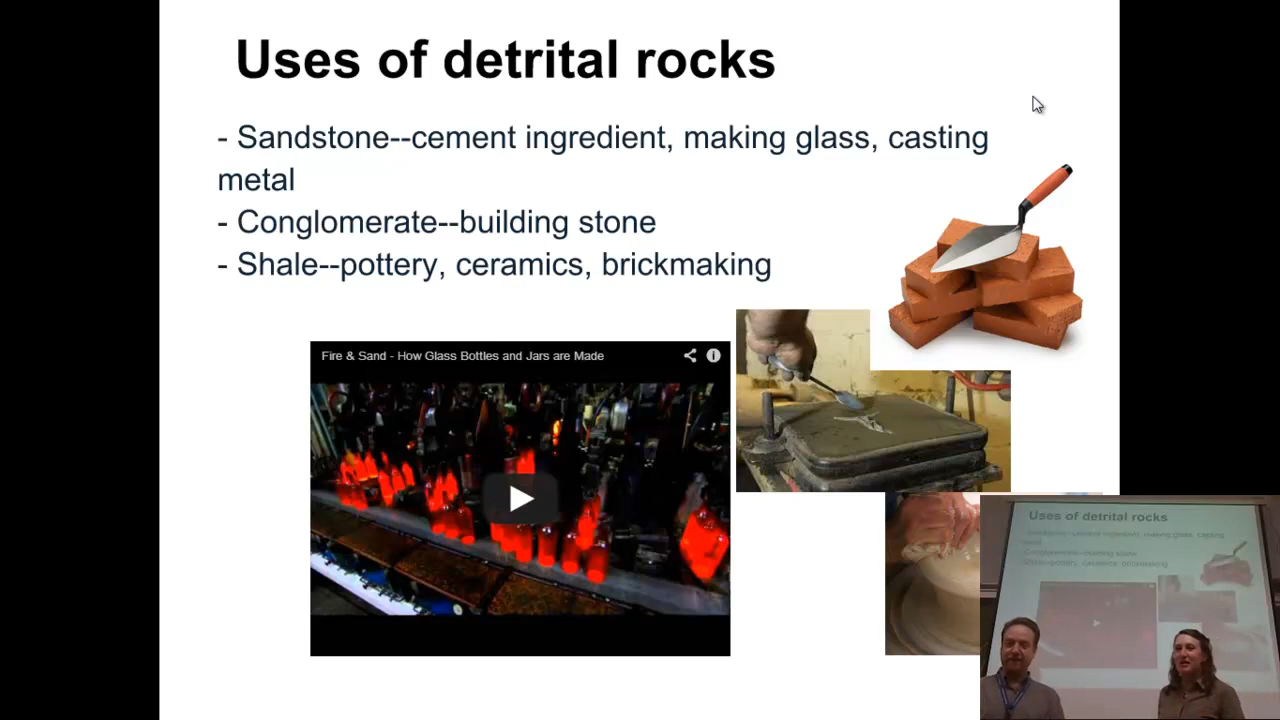 Uses of detrital rocks
- Sandstone--cement ingredient, making glass, casting
metal
- Conglomerate--building stone
- Shale--pottery, ceramics, brickmaking
Fire & Sand - How Glass Bottles and Jars are Made
Uses of detrital rocks